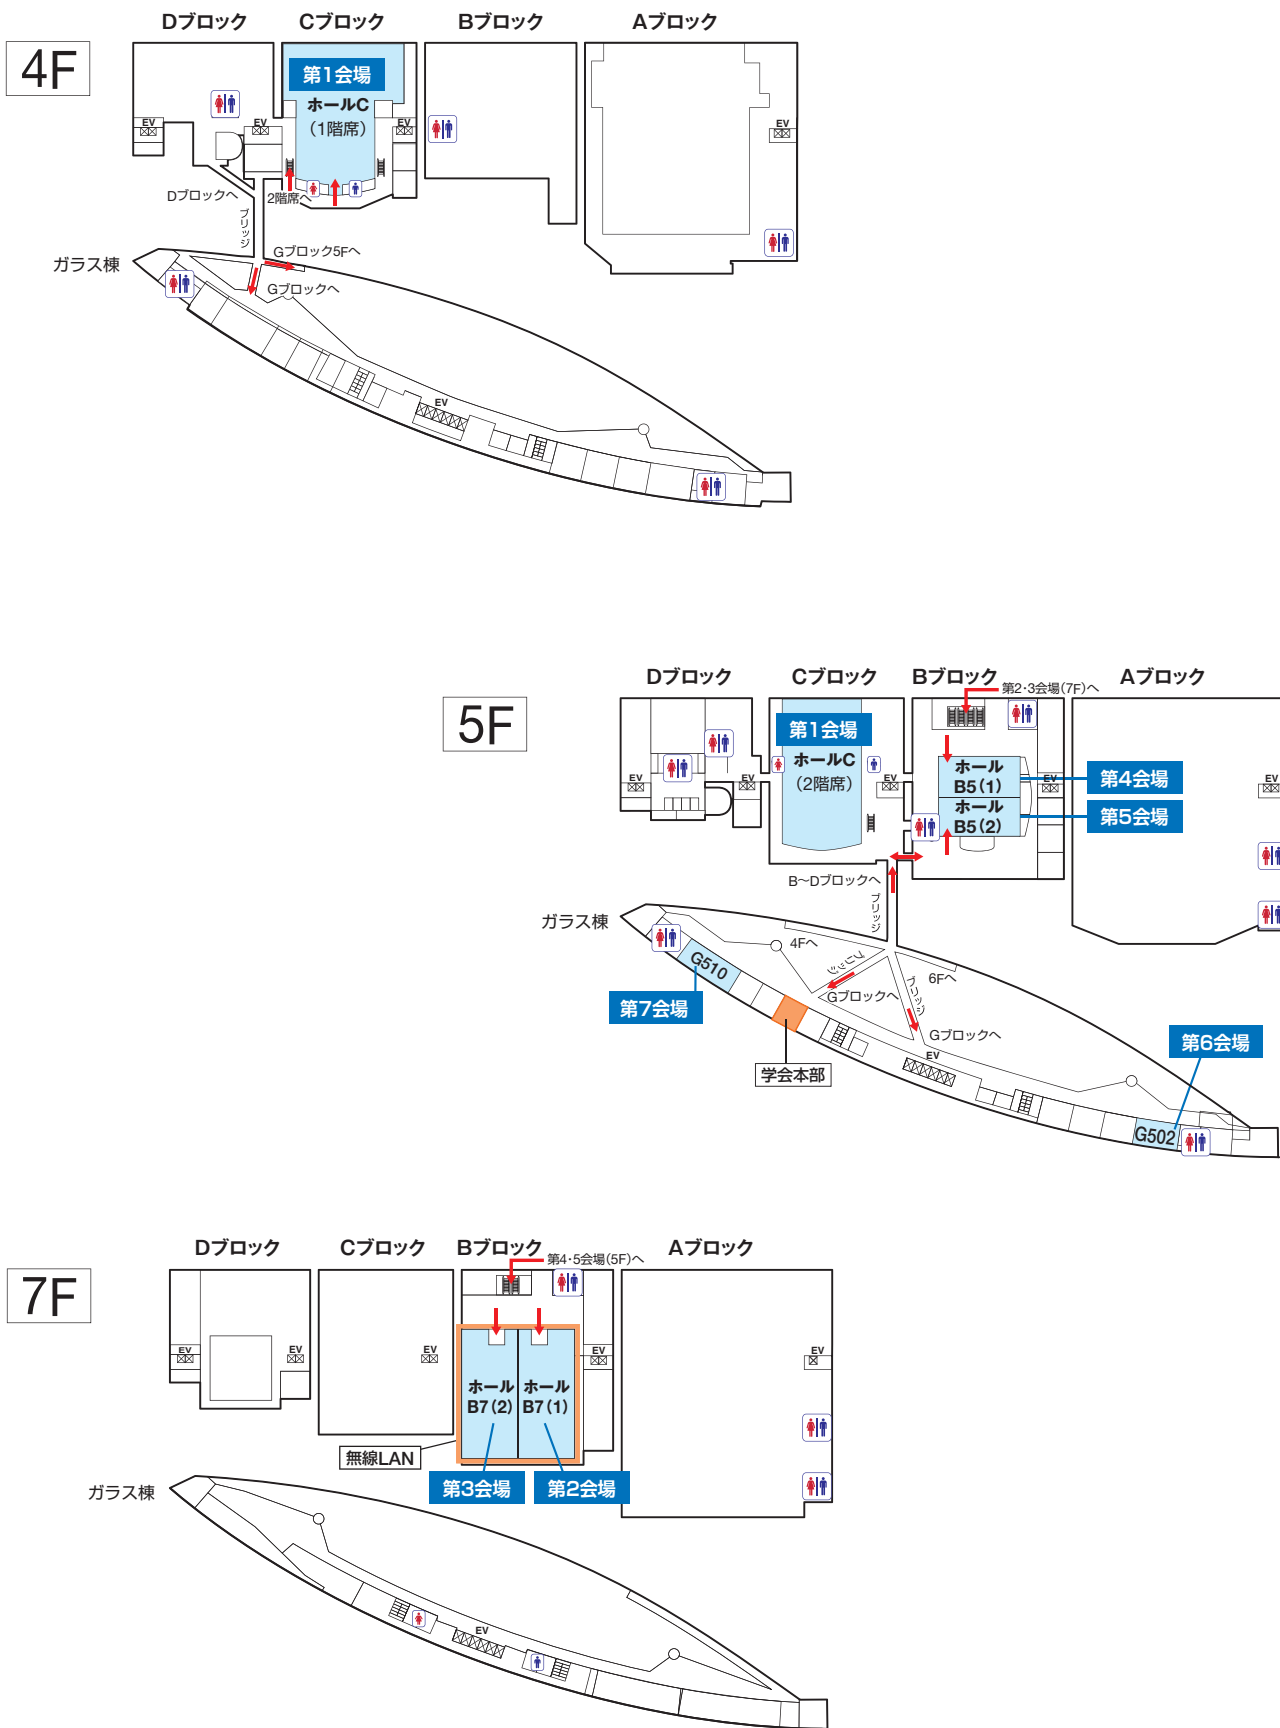 Dブロック Cブロック Bブロック Aブロック
4F
第1会場
ホールC
（1階席）
EV
EV
EV
EV
Dブロックへ
2階席へ
ブリッジ
Gブロック5Fへ
Gブロックへ
ガラス棟
EV
Dブロック Cブロック Bブロック Aブロック
第2・3会場（7F）へ
5F
第1会場
ホールC
（2階席）
ホール
B5（1）
第4会場
ホール
B5（2）
第5会場
EV
EV
EV
EV
EV
B〜Dブロックへ
ブリッジ
ガラス棟
4Fへ
ブリッジ
6Fへ
ブリッジ
G510
Gブロックへ
第7会場
Gブロックへ
第6会場
EV
学会本部
G502
Dブロック Cブロック Bブロック Aブロック
第4・5会場（5F）へ
7F
EV
EV
EV
EV
EV
ホール
B7（2）
ホール
B7（1）
無線LAN
第3会場
第2会場
ガラス棟
EV